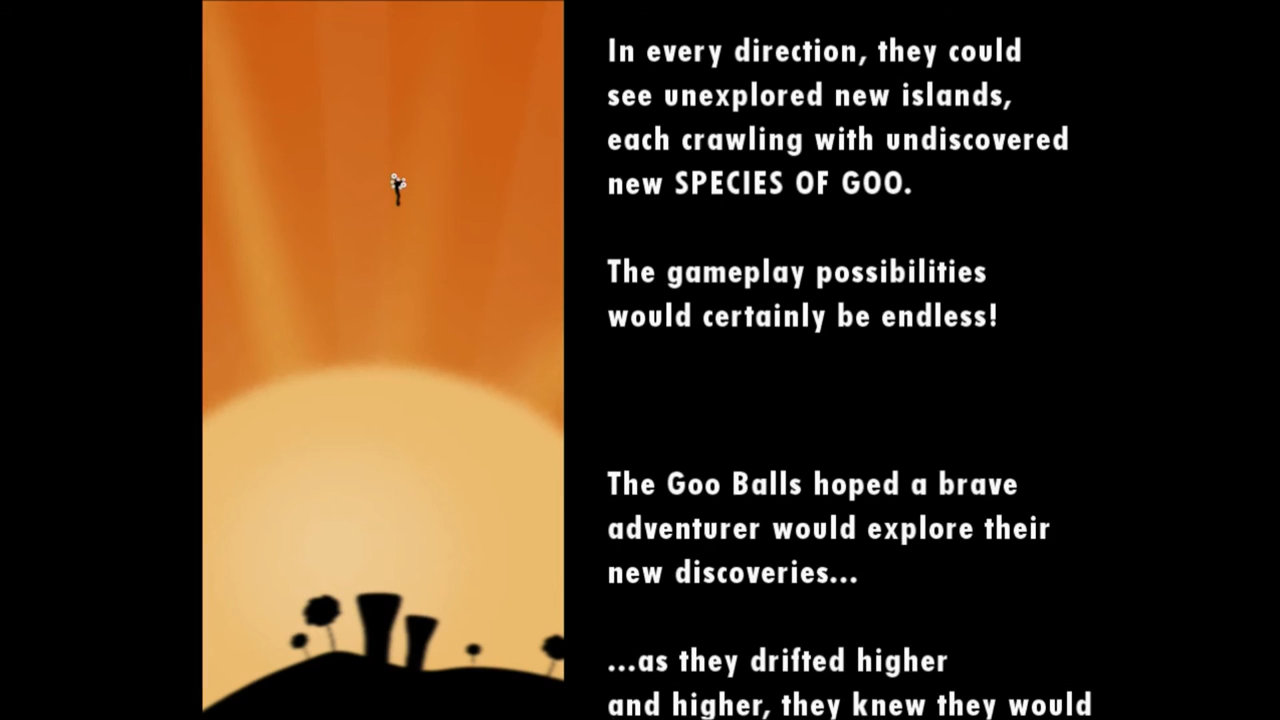 In every direction, they could
see unexplored new islands,
each crawling with undiscovered
new SPECIES OF GOO.
The gameplay possibilities
would certainly be endless!
The Goo Balls hoped a brave
adventurer would explore their
new discoveries...
...as they drifted higher
and higher, they knew they would